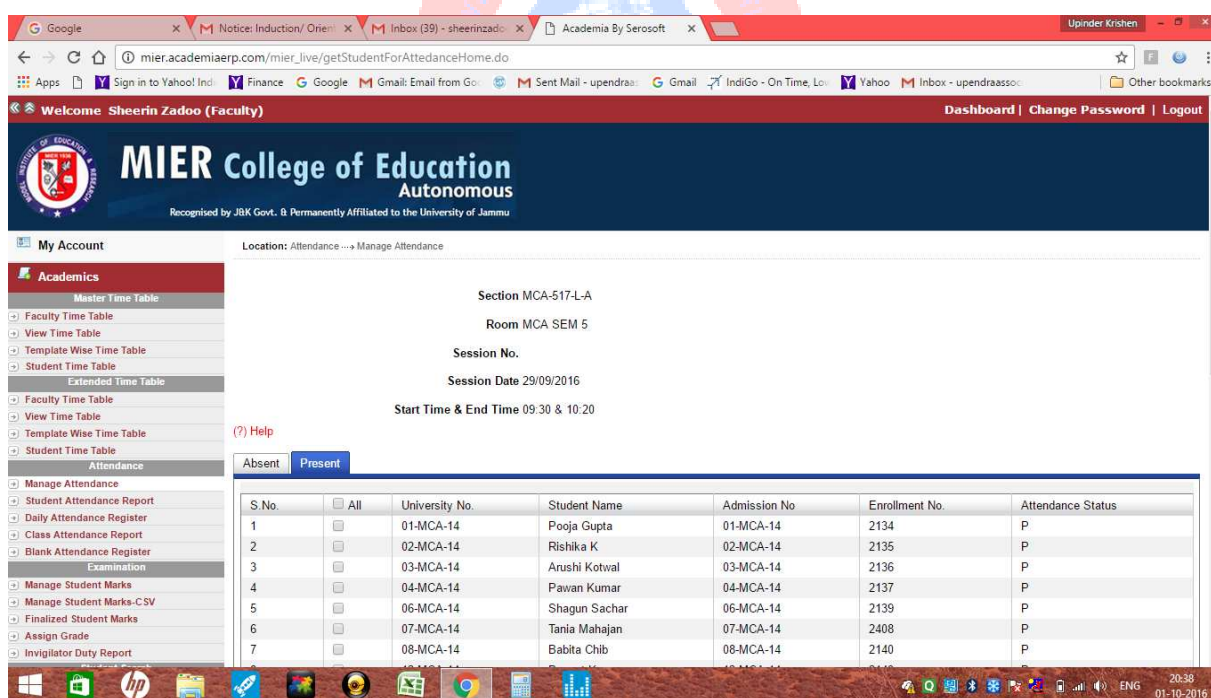 Google
Notice: Induction/ Orient
Inbox (39) - sheerinzado
Academia By Serosoft
Upinder Krishen
mier.academiaerp.com/mier_live/getStudentForAttedanceHome.do
Apps Sign in to Yahoo! Ind Finance Google Gmail: Email from Goo Sent Mail - upendraas Gmail IndiGo - On Time, Lov Yahoo Inbox - upendraassoc Other bookmarks
Welcome Sheerin Zadoo (Faculty) Dashboard | Change Password | Logout
MODEL INSTITUTE OF EDUCATION & RESEARCH
MIER College of Education
Autonomous
Recognised by J&K Govt. & Permanently Affiliated to the University of Jammu
My Account
Location: Attendance ---> Manage Attendance
Academics
Master Time Table
Faculty Time Table
View Time Table
Template Wise Time Table
Student Time Table
Extended Time Table
Faculty Time Table
View Time Table
Template Wise Time Table
Student Time Table
Attendance
Manage Attendance
Student Attendance Report
Daily Attendance Register
Class Attendance Report
Blank Attendance Register
Examination
Manage Student Marks
Manage Student Marks-CSV
Finalized Student Marks
Assign Grade
Invigilator Duty Report
Section MCA-517-L-A
Room MCA SEM 5
Session No.
Session Date 29/09/2016
Start Time & End Time 09:30 & 10:20
(?) Help
Absent Present
S.No. All University No. Student Name Admission No Enrollment No. Attendance Status
1 01-MCA-14 Pooja Gupta 01-MCA-14 2134 P
2 02-MCA-14 Rishika K 02-MCA-14 2135 P
3 03-MCA-14 Arushi Kotwal 03-MCA-14 2136 P
4 04-MCA-14 Pawan Kumar 04-MCA-14 2137 P
5 06-MCA-14 Shagun Sachar 06-MCA-14 2139 P
6 07-MCA-14 Tania Mahajan 07-MCA-14 2408 P
7 08-MCA-14 Babita Chib 08-MCA-14 2140 P
hp
ENG
20:38
01-10-2016